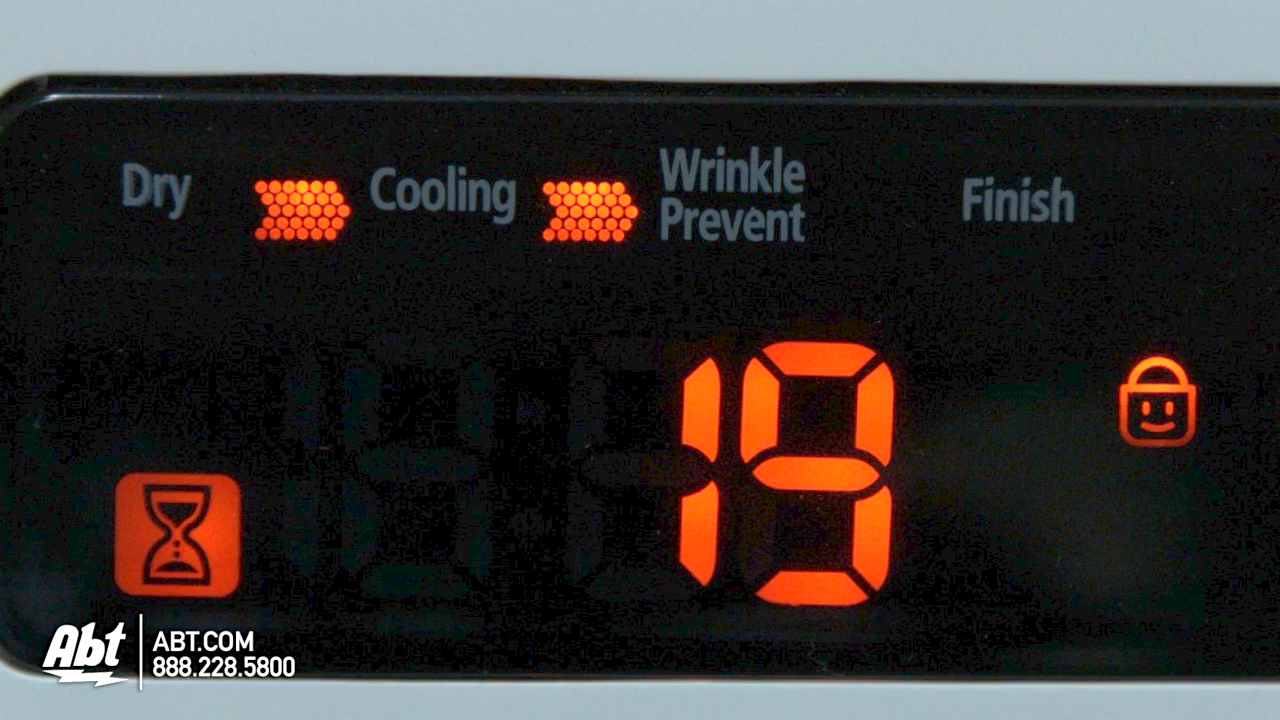 Dry
Cooling
Wrinkle
Prevent
Finish
19
Abt
ABT.COM
888.228.5800